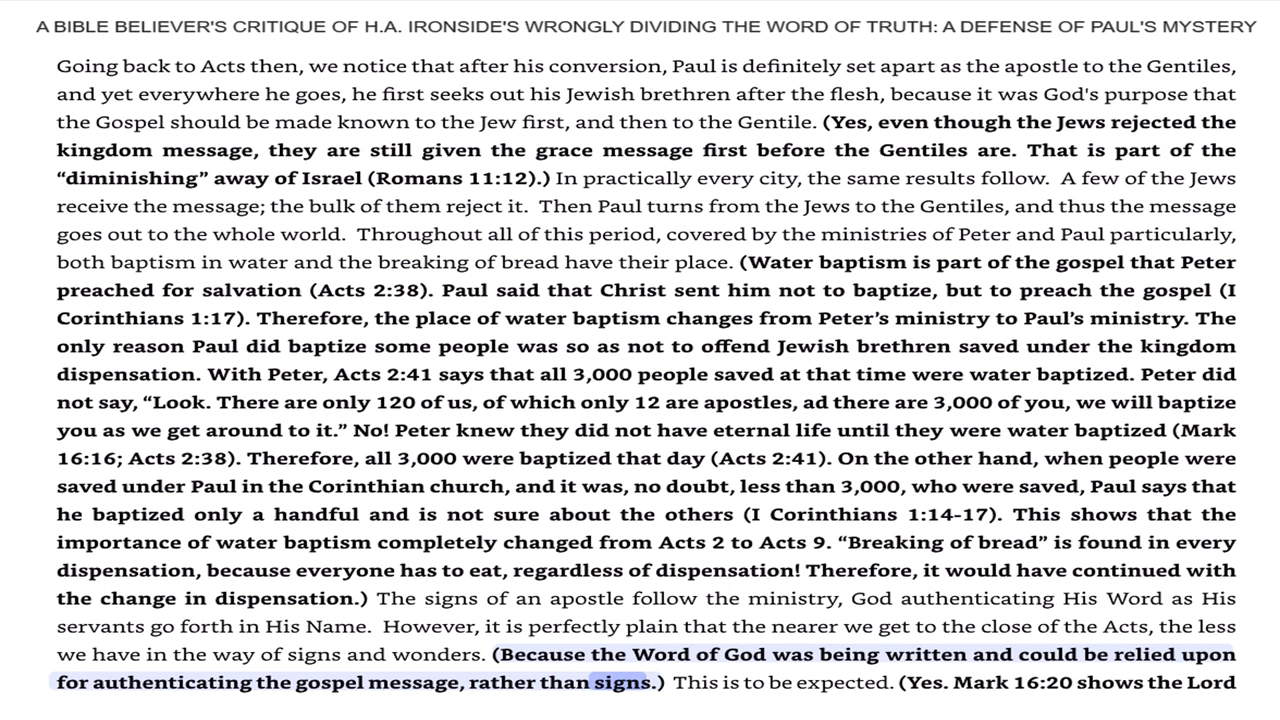 A BIBLE BELIEVER'S CRITIQUE OF H.A. IRONSIDE'S WRONGLY DIVIDING THE WORD OF TRUTH: A DEFENSE OF PAUL'S MYSTERY
Going back to Acts then, we notice that after his conversion, Paul is definitely set apart as the apostle to the Gentiles,
and yet everywhere he goes, he first seeks out his Jewish brethren after the flesh, because it was God's purpose that
the Gospel should be made known to the Jew first, and then to the Gentile. (Yes, even though the Jews rejected the
kingdom message, they are still given the grace message first before the Gentiles are. That is part of the
“diminishing” away of Israel (Romans 11:12).) In practically every city, the same results follow. A few of the Jews
receive the message; the bulk of them reject it. Then Paul turns from the Jews to the Gentiles, and thus the message
goes out to the whole world. Throughout all of this period, covered by the ministries of Peter and Paul particularly,
both baptism in water and the breaking of bread have their place. (Water baptism is part of the gospel that Peter
preached for salvation (Acts 2:38). Paul said that Christ sent him not to baptize, but to preach the gospel (I
Corinthians 1:17). Therefore, the place of water baptism changes from Peter’s ministry to Paul’s ministry. The
only reason Paul did baptize some people was so as not to offend Jewish brethren saved under the kingdom
dispensation. With Peter, Acts 2:41 says that all 3,000 people saved at that time were water baptized. Peter did
not say, “Look. There are only 120 of us, of which only 12 are apostles, ad there are 3,000 of you, we will baptize
you as we get around to it.” No! Peter knew they did not have eternal life until they were water baptized (Mark
16:16; Acts 2:38). Therefore, all 3,000 were baptized that day (Acts 2:41). On the other hand, when people were
saved under Paul in the Corinthian church, and it was, no doubt, less than 3,000, who were saved, Paul says that
he baptized only a handful and is not sure about the others (I Corinthians 1:14-17). This shows that the
importance of water baptism completely changed from Acts 2 to Acts 9. “Breaking of bread” is found in every
dispensation, because everyone has to eat, regardless of dispensation! Therefore, it would have continued with
the change in dispensation.) The signs of an apostle follow the ministry, God authenticating His Word as His
servants go forth in His Name. However, it is perfectly plain that the nearer we get to the close of the Acts, the less
we have in the way of signs and wonders. (Because the Word of God was being written and could be relied upon
for authenticating the gospel message, rather than signs.) This is to be expected. (Yes. Mark 16:20 shows the Lord